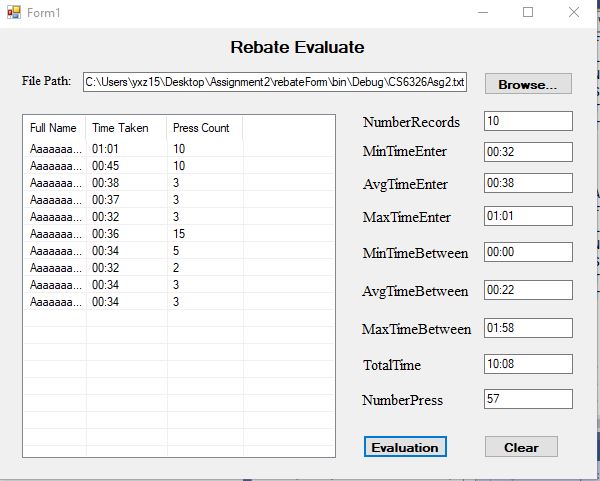 Form1
Rebate Evaluate
File Path: C:\Users\yxz15\Desktop\Assignment2\rebateForm\bin\Debug\CS6326Asg2.txt Browse...
Full Name Time Taken Press Count
Aaaaaaa... 01:01 10
Aaaaaaa... 00:45 10
Aaaaaaa... 00:38 3
Aaaaaaa... 00:37 3
Aaaaaaa... 00:32 3
Aaaaaaa... 00:36 15
Aaaaaaa... 00:34 5
Aaaaaaa... 00:32 2
Aaaaaaa... 00:34 3
Aaaaaaa... 00:34 3
NumberRecords 10
MinTimeEnter 00:32
AvgTimeEnter 00:38
MaxTimeEnter 01:01
MinTimeBetween 00:00
AvgTimeBetween 00:22
MaxTimeBetween 01:58
TotalTime 10:08
NumberPress 57
Evaluation Clear